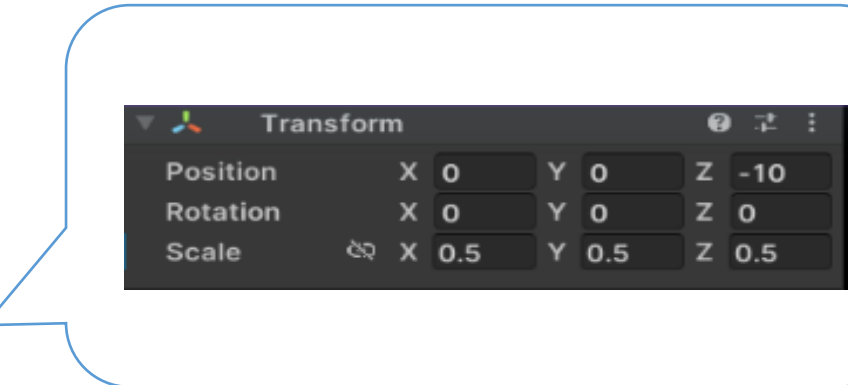 Transform
Position X 0 Y 0 Z -10
Rotation X 0 Y 0 Z 0
Scale X 0.5 Y 0.5 Z 0.5